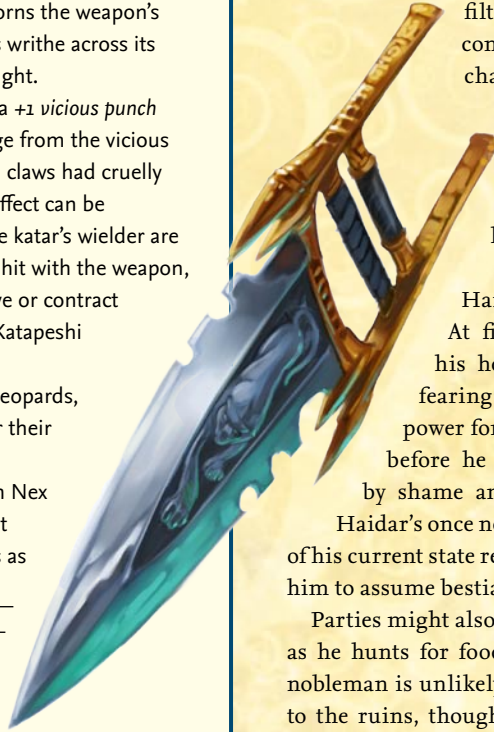 orns the weapon's
writhe across its
ght.
a +1 vicious punch
ge from the vicious
claws had cruelly
ffect can be
e katar's wielder are
hit with the weapon,
ve or contract
Katapeshi
eopards,
r their
n Nex
t
s as
filt
con
cha
Hai
At fi
his he
fearing
power for
before he
by shame an
Haidar's once no
of his current state re
him to assume bestia
Parties might also
as he hunts for food
nobleman is unlikely
to the ruins, though